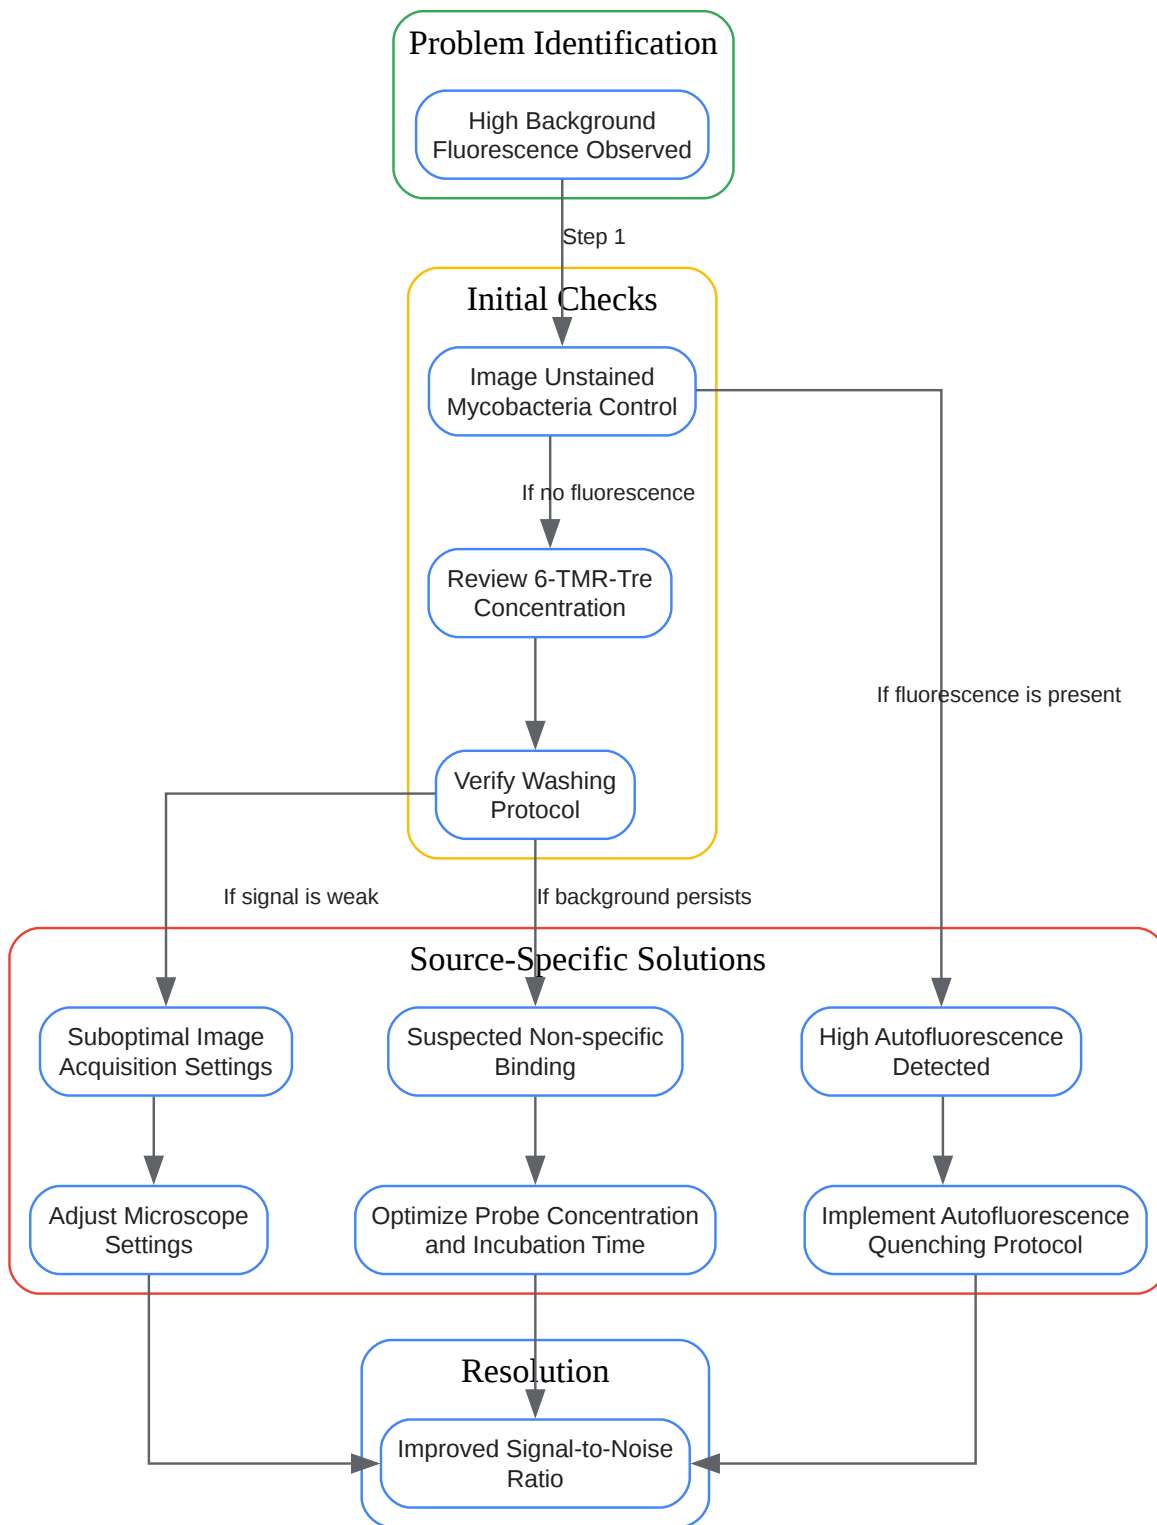 Problem Identification
High Background
Fluorescence Observed
Step 1
Initial Checks
Image Unstained
Mycobacteria Control
If no fluorescence
Review 6-TMR-Tre
Concentration
If fluorescence is present
Verify Washing
Protocol
If signal is weak
If background persists
Source-Specific Solutions
Suboptimal Image
Acquisition Settings
Suspected Non-specific
Binding
High Autofluorescence
Detected
Adjust Microscope
Settings
Optimize Probe Concentration
and Incubation Time
Implement Autofluorescence
Quenching Protocol
Resolution
Improved Signal-to-Noise
Ratio